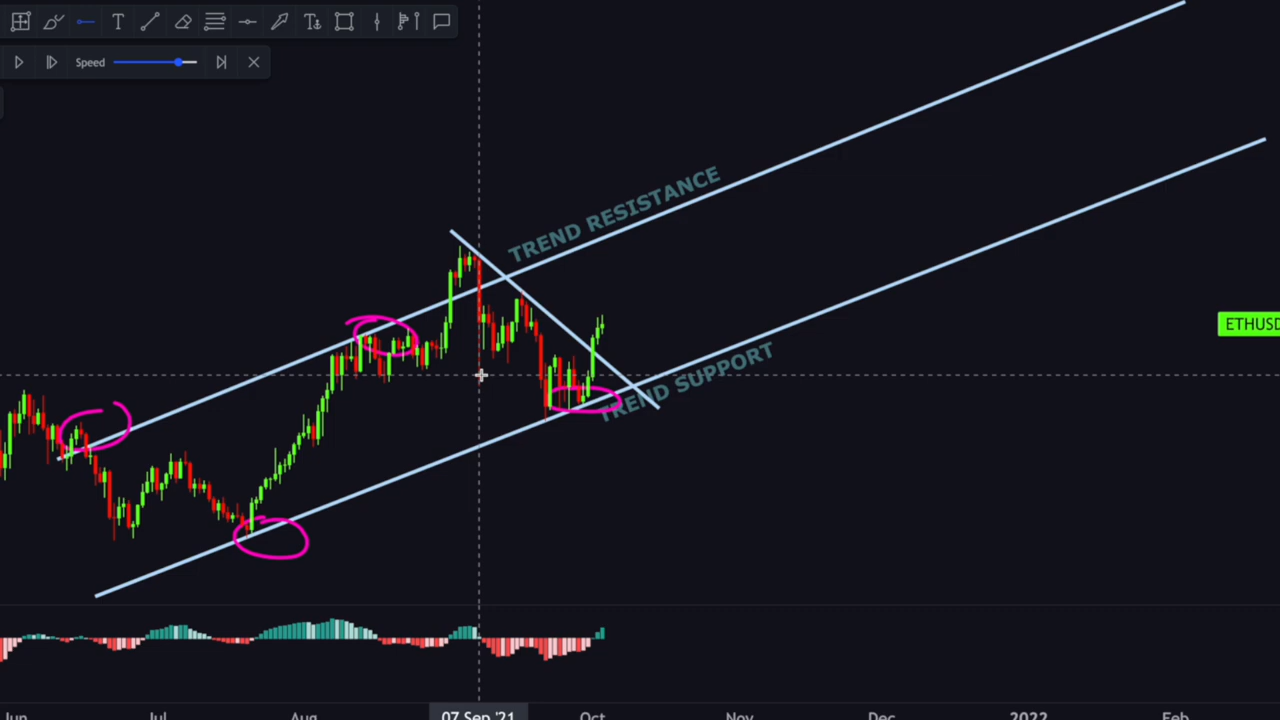 Speed
TREND RESISTANCE
ETHUSD
TREND SUPPORT
Jun
Jul
Aug
07 Sep '21
Oct
Nov
Dec
2022
Feb